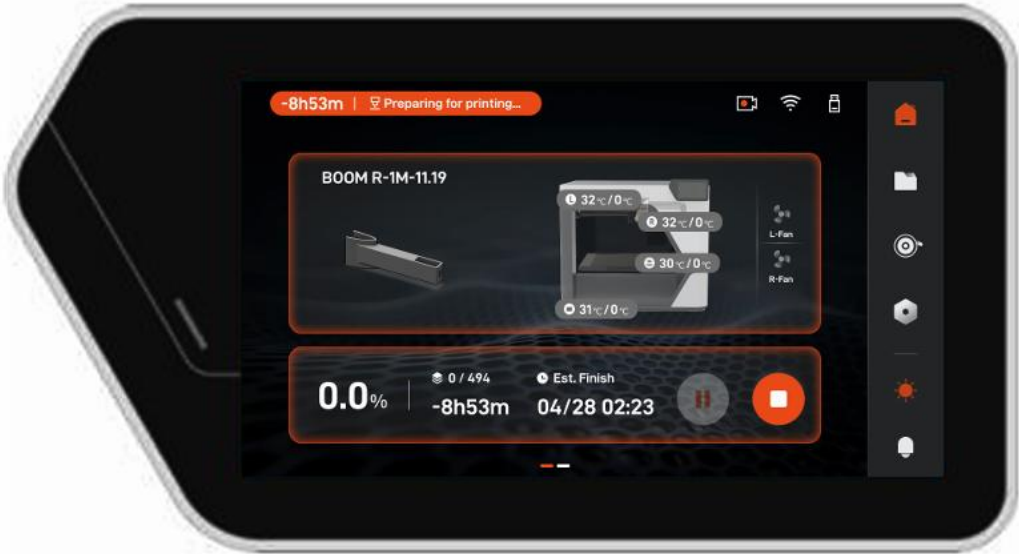 -8h53m | Preparing for printing...
BOOM R-1M-11.19
L 32℃/0℃
R 32℃/0℃
L-Fan
30℃/0℃
R-Fan
31℃/0℃
0.0%
0 / 494
-8h53m
Est. Finish
04/28 02:23